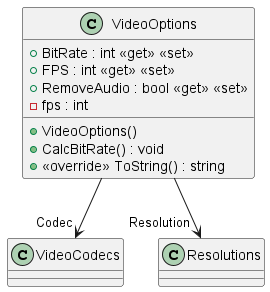 C VideoOptions
BitRate : int «get» «set»
FPS : int «get» «set»
RemoveAudio : bool «get» «set»
fps : int
VideoOptions()
CalcBitRate() : void
«override» ToString() : string
Codec Resolution
C VideoCodecs C Resolutions